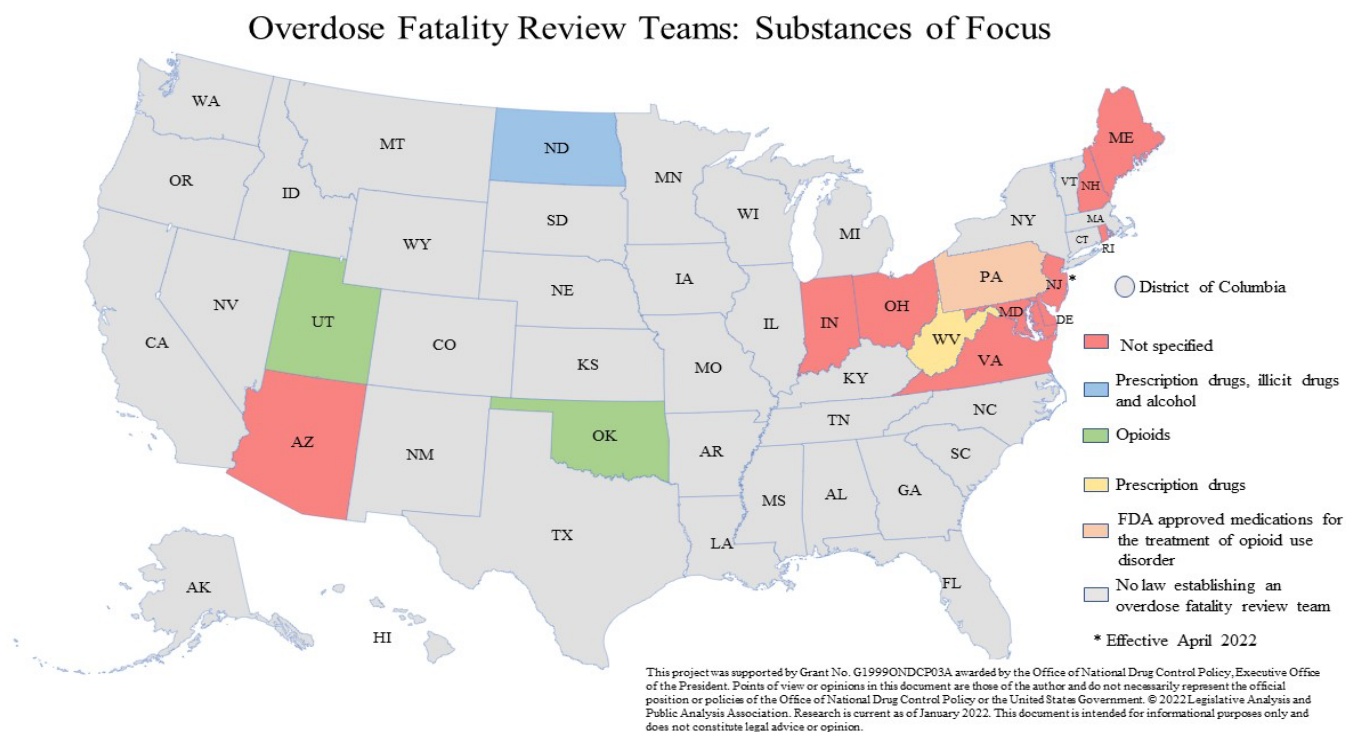 Overdose Fatality Review Teams: Substances of Focus
WA
MT
ND
MN
ME
OR
ID
SD
WI
MI
VT
NH
NY
MA
CT
RI
WY
IA
NE
PA
NJ
*
NV
UT
IL
IN
OH
MD
DE
District of Columbia
CA
CO
KS
MO
WV
VA
KY
Not specified
AZ
NM
OK
AR
TN
NC
Prescription drugs, illicit drugs
and alcohol
Opioids
SC
MS
AL
GA
Prescription drugs
TX
LA
FDA approved medications for
the treatment of opioid use
disorder
AK
FL
No law establishing an
overdose fatality review team
HI
* Effective April 2022
This project was supported by Grant No. G1999ONDCP03A awarded by the Office of National Drug Control Policy, Executive Office
of the President. Points of view or opinions in this document are those of the author and do not necessarily represent the official
position or policies of the Office of National Drug Control Policy or the United States Government. © 2022 Legislative Analysis and
Public Analysis Association. Research is current as of January 2022. This document is intended for informational purposes only and
does not constitute legal advice or opinion.